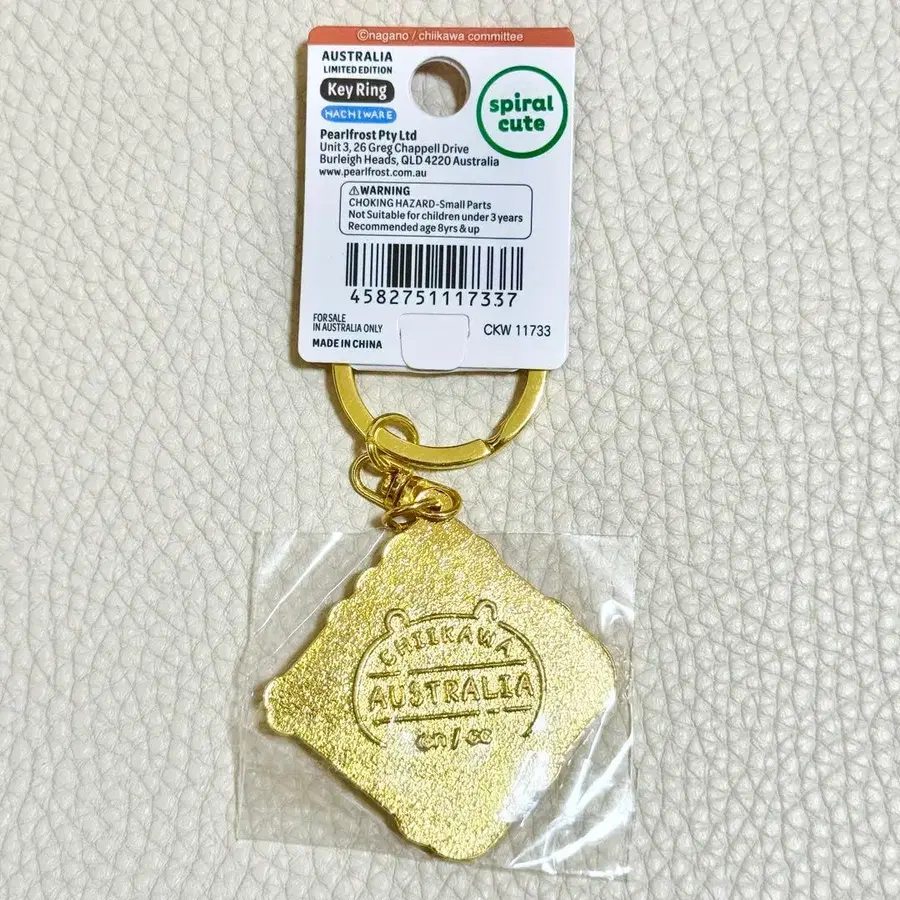 ©nagano / chiikawa committee
AUSTRALIA
LIMITED EDITION
Key Ring
HACHIWARE
spiral
cute
Pearlfrost Pty Ltd
Unit 3, 26 Greg Chappell Drive
Burleigh Heads, QLD 4220 Australia
www.pearlfrost.com.au
⚠WARNING
CHOKING HAZARD-Small Parts
Not Suitable for children under 3 years
Recommended age 8yrs & up
4582751117337
FOR SALE
IN AUSTRALIA ONLY
MADE IN CHINA
CKW 11733
CHIIKAWA
AUSTRALIA
©n/cc